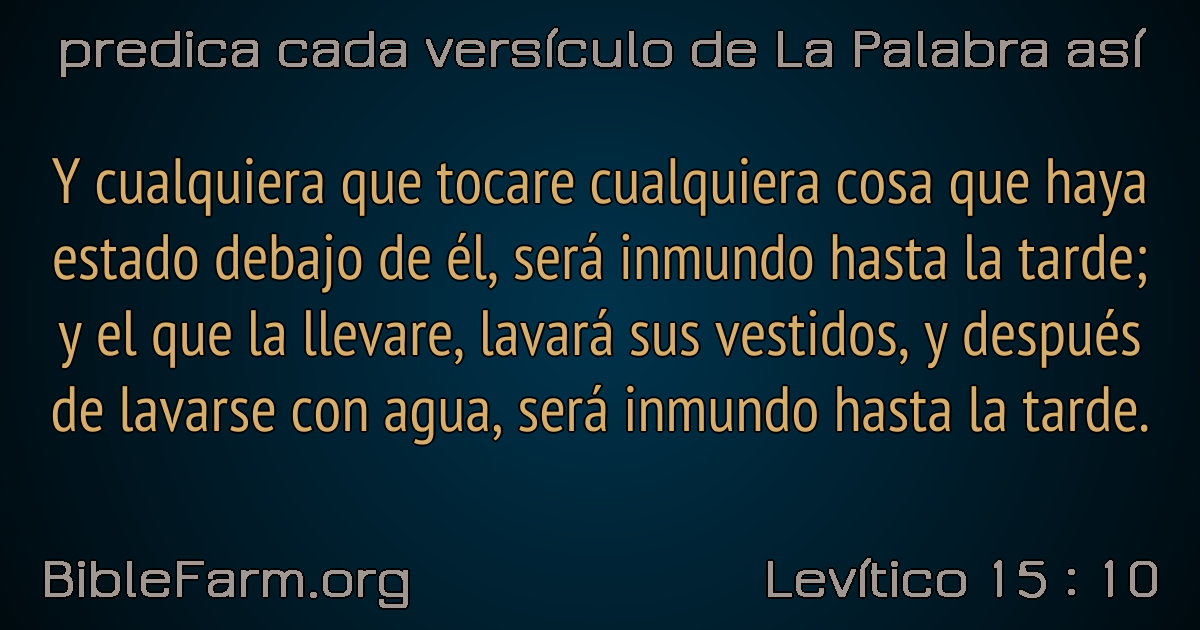 predica cada versículo de La Palabra así
Y cualquiera que tocare cualquiera cosa que haya
estado debajo de él, será inmundo hasta la tarde;
y el que la llevare, lavará sus vestidos, y después
de lavarse con agua, será inmundo hasta la tarde.
BibleFarm.org
Levítico 15 : 10